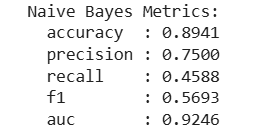 Naive Bayes Metrics:
accuracy : 0.8941
precision : 0.7500
recall : 0.4588
f1 : 0.5693
auc : 0.9246